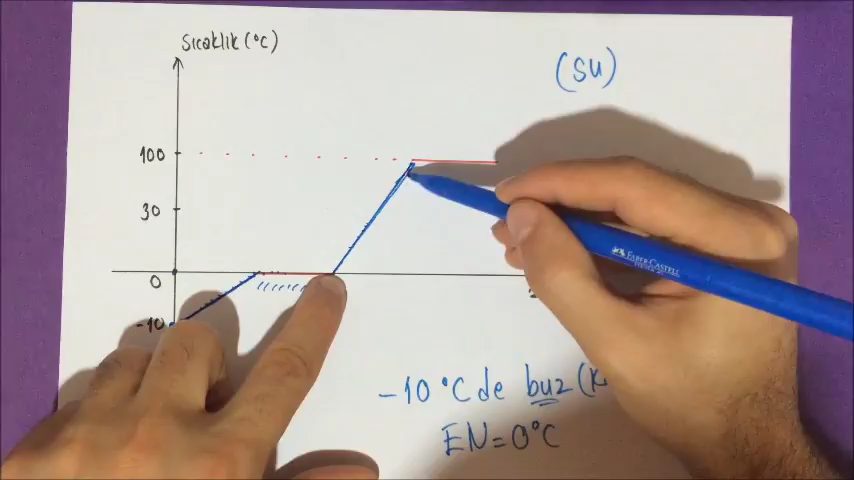 Sıcaklık (°C)
(SU)
100
30
0
-10
-10 °C de buz
EN=0°C
FABER-CASTELL